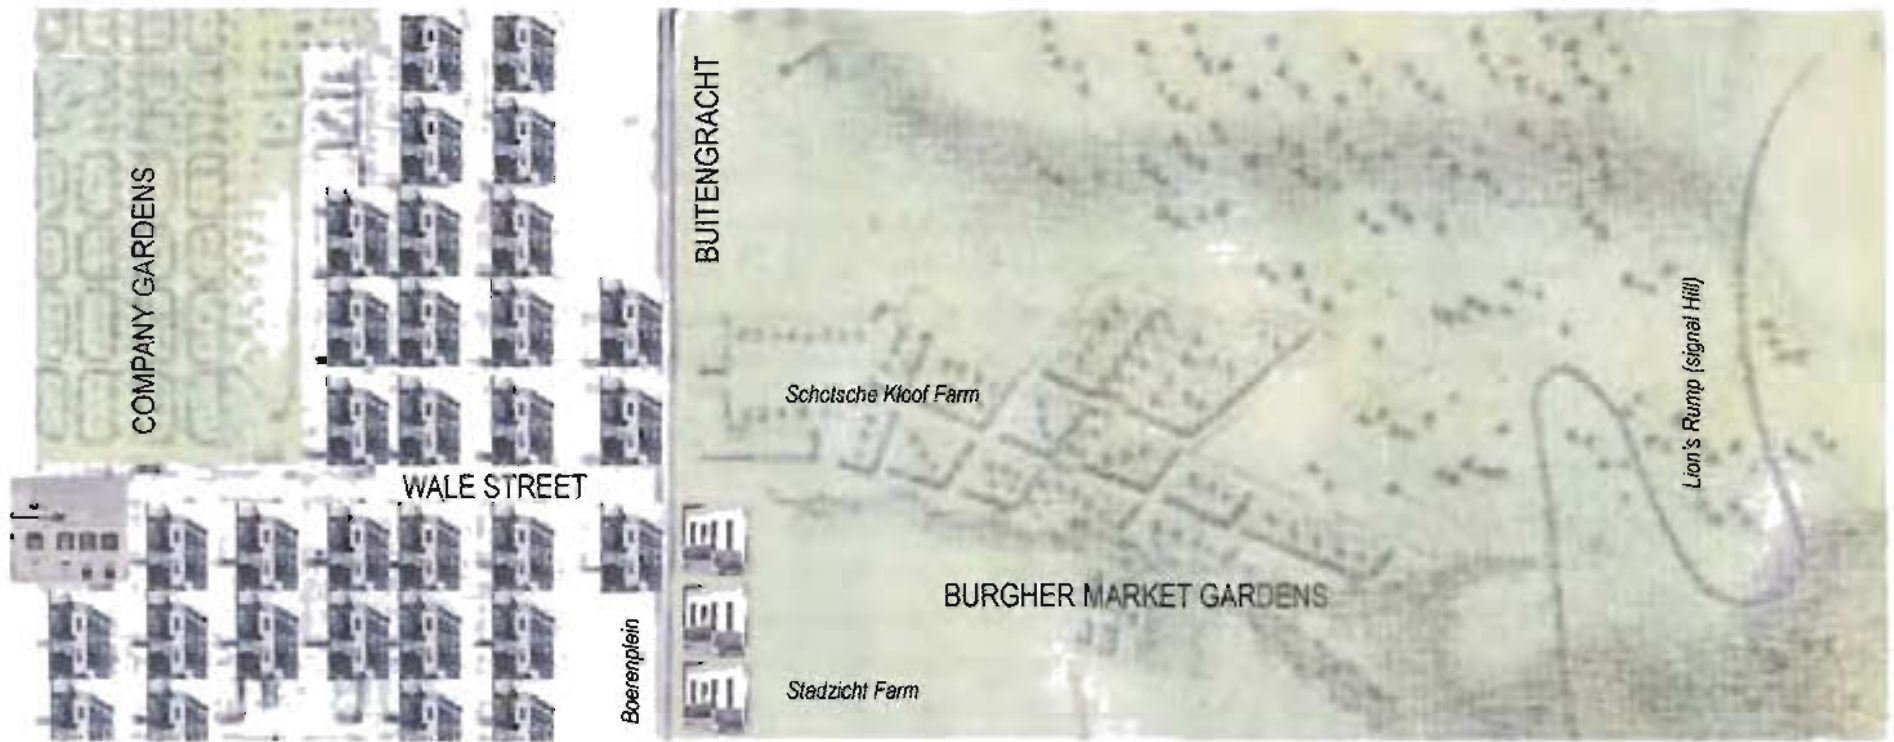 COMPANY GARDENS
BUITENGRACHT
Lion's Rump (signal Hill)
Schotsche Kloof Farm
WALE STREET
BURGHER MARKET GARDENS
Boerenplein
Stadzicht Farm